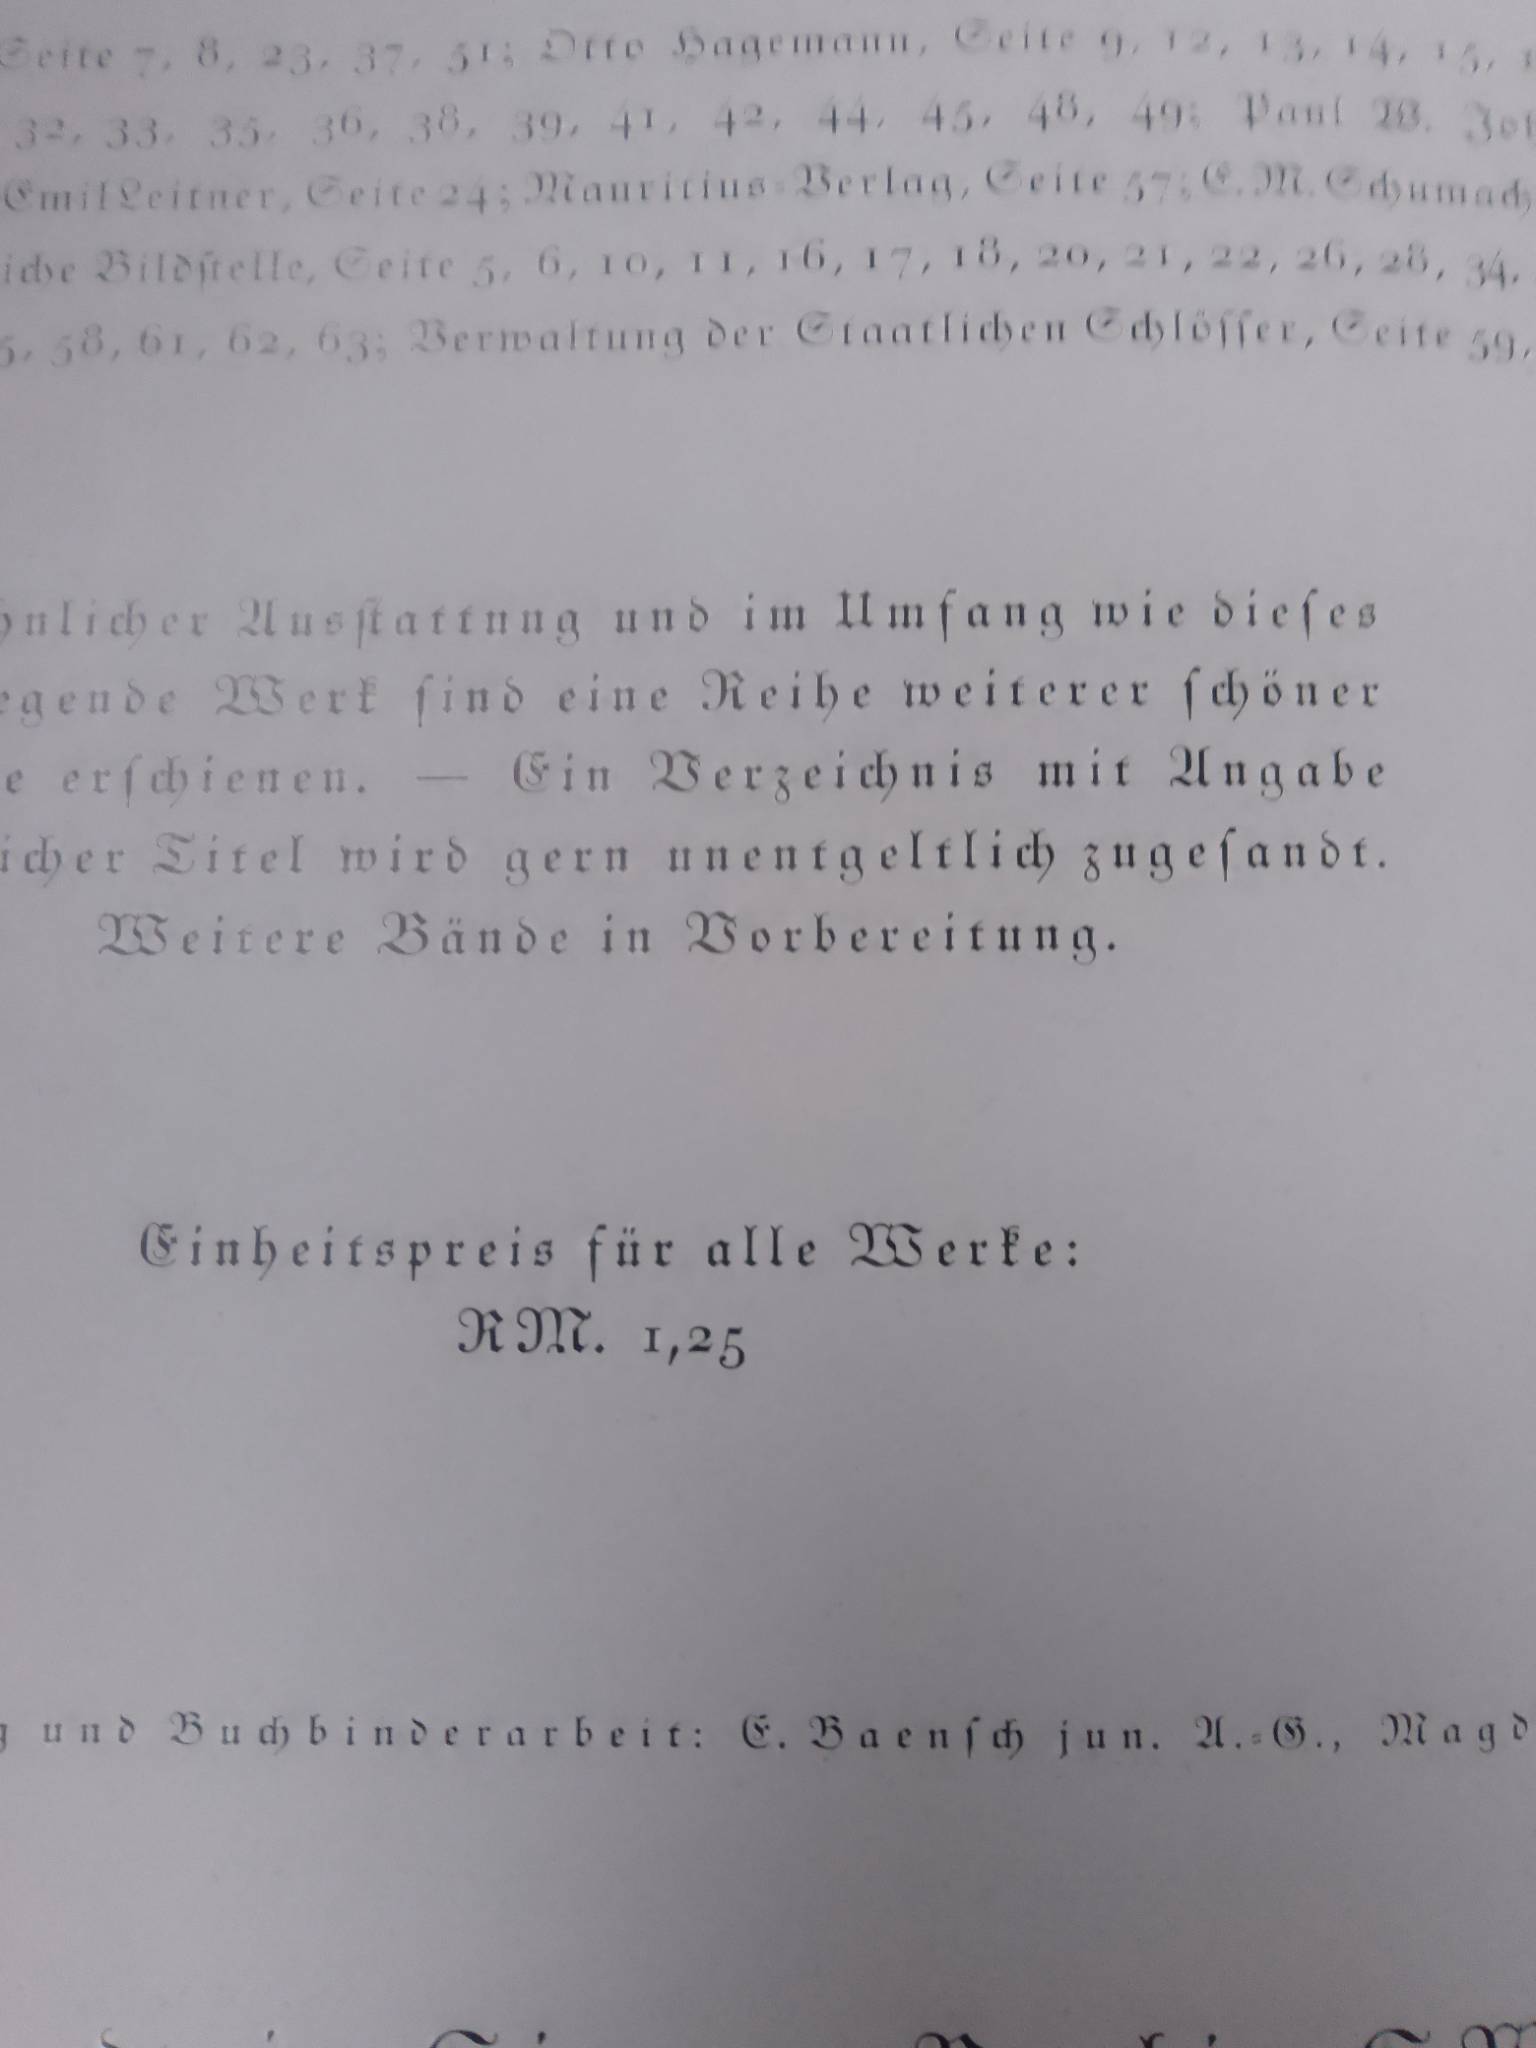 Seite 7, 8, 23, 37, 51; Otto Hagemann, Seite 9, 12, 13, 14, 15,
32, 33, 35, 36, 38, 39, 41, 42, 44, 45, 48, 49; Paul W. Joh
Emil Leitner, Seite 24; Mauritius-Verlag, Seite 57; E. M. Schumach
iche Bildſtelle, Seite 5, 6, 10, 11, 16, 17, 18, 20, 21, 22, 26, 28, 34,
5, 58, 61, 62, 63; Verwaltung der Staatlichen Schlöſſer, Seite 59,
hnlicher Ausſtattung und im Umfang wie dieſes
egende Werk ſind eine Reihe weiterer ſchöner
e erſchienen. — Ein Verzeichnis mit Angabe
icher Titel wird gern unentgeltlich zugeſandt.
Weitere Bände in Vorbereitung.
Einheitspreis für alle Werke:
RM. 1,25
g und Buchbinderarbeit: E. Baenſch jun. A.-G., Magd